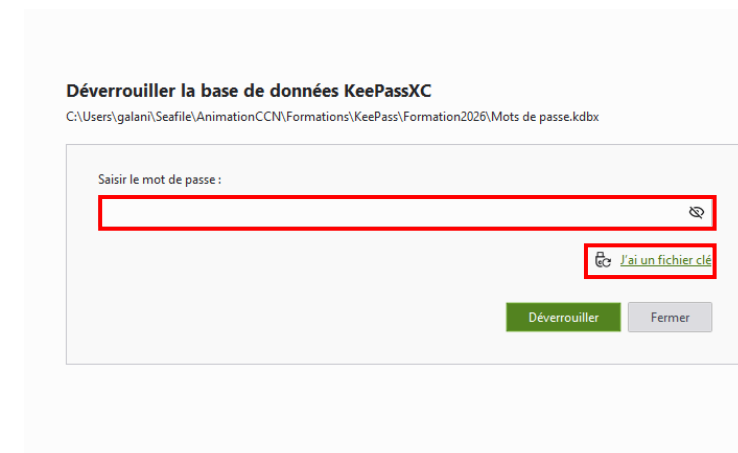 Déverrouiller la base de données KeePassXC
C:\Users\galani\Seafile\AnimationCCN\Formations\KeePass\Formation2026\Mots de passe.kdbx
Saisir le mot de passe :
J'ai un fichier clé
Déverrouiller Fermer